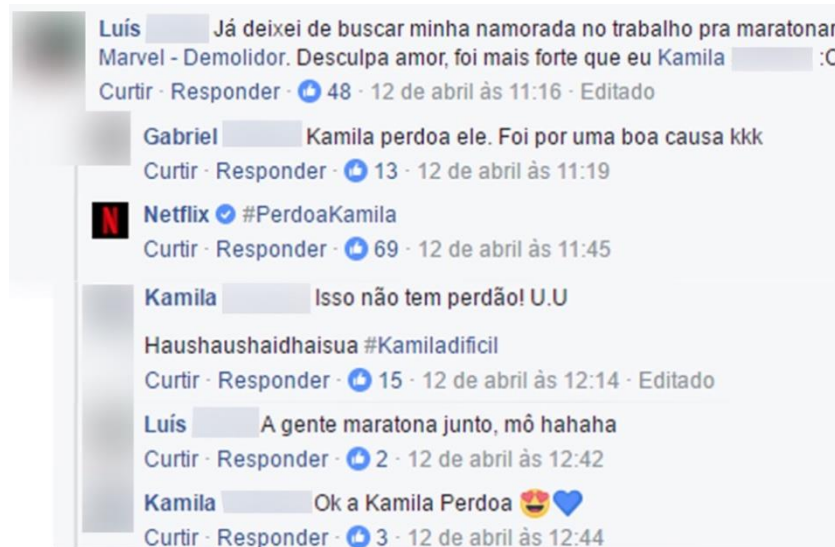 Luís Já deixei de buscar minha namorada no trabalho pra maratonar
Marvel - Demolidor. Desculpa amor, foi mais forte que eu Kamila :C
Curtir · Responder · 48 · 12 de abril às 11:16 · Editado
Gabriel Kamila perdoa ele. Foi por uma boa causa kkk
Curtir · Responder · 13 · 12 de abril às 11:19
N Netflix #PerdoaKamila
Curtir · Responder · 69 · 12 de abril às 11:45
Kamila Isso não tem perdão! U.U
Haushaushaidhaisua #Kamiladificil
Curtir · Responder · 15 · 12 de abril às 12:14 · Editado
Luís A gente maratona junto, mô hahaha
Curtir · Responder · 2 · 12 de abril às 12:42
Kamila Ok a Kamila Perdoa 😍💙
Curtir · Responder · 3 · 12 de abril às 12:44